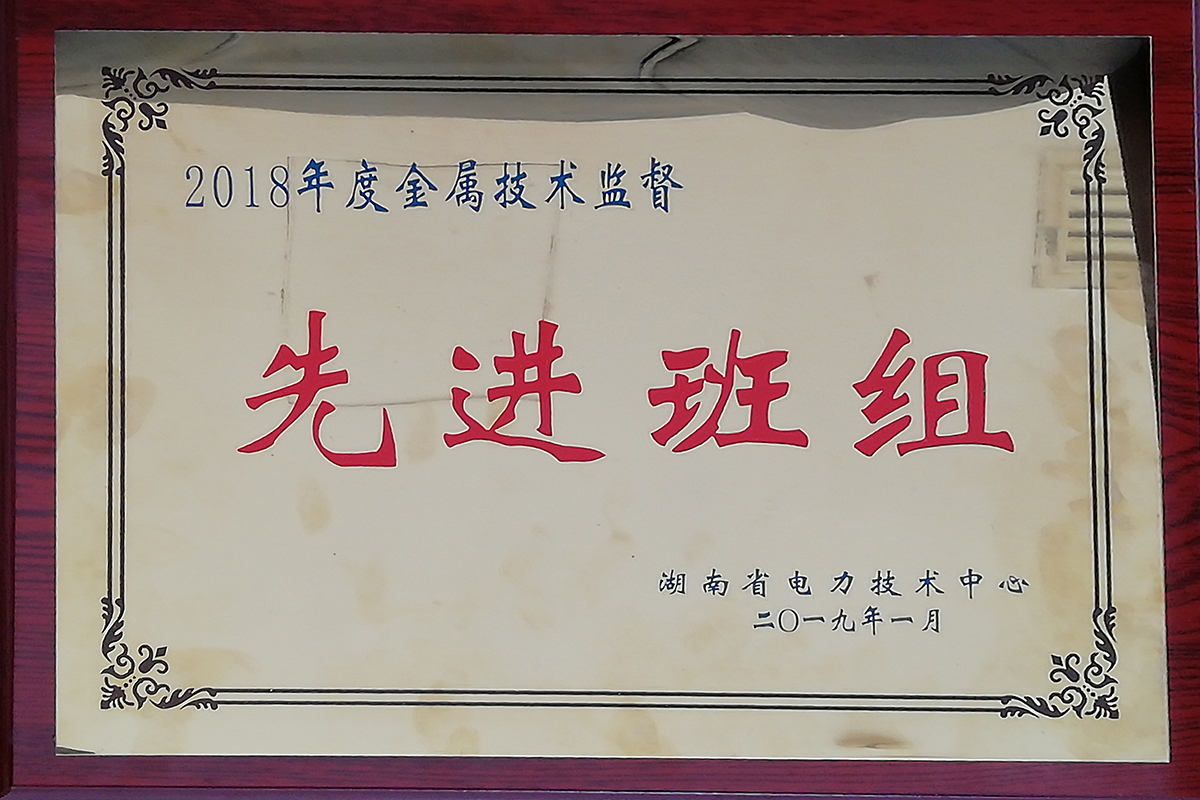 2018年度金属技术监督
先进班组
湖南省电力技术中心
二〇一九年一月